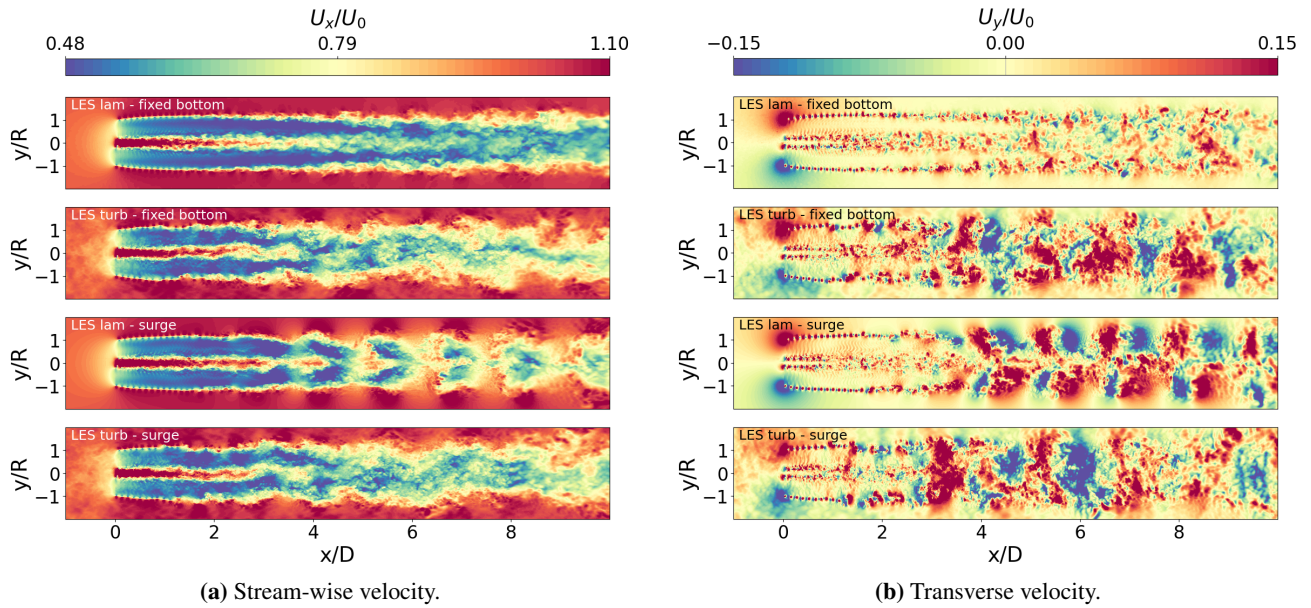 Uₓ/U₀
0.48 0.79 1.10
LES lam - fixed bottom
y/R
1
0
−1
LES turb - fixed bottom
y/R
1
0
−1
LES lam - surge
y/R
1
0
−1
LES turb - surge
y/R
1
0
−1
0 2 4 6 8
x/D
(a) Stream-wise velocity.
U_y/U₀
−0.15 0.00 0.15
LES lam - fixed bottom
y/R
1
0
−1
LES turb - fixed bottom
y/R
1
0
−1
LES lam - surge
y/R
1
0
−1
LES turb - surge
y/R
1
0
−1
0 2 4 6 8
x/D
(b) Transverse velocity.